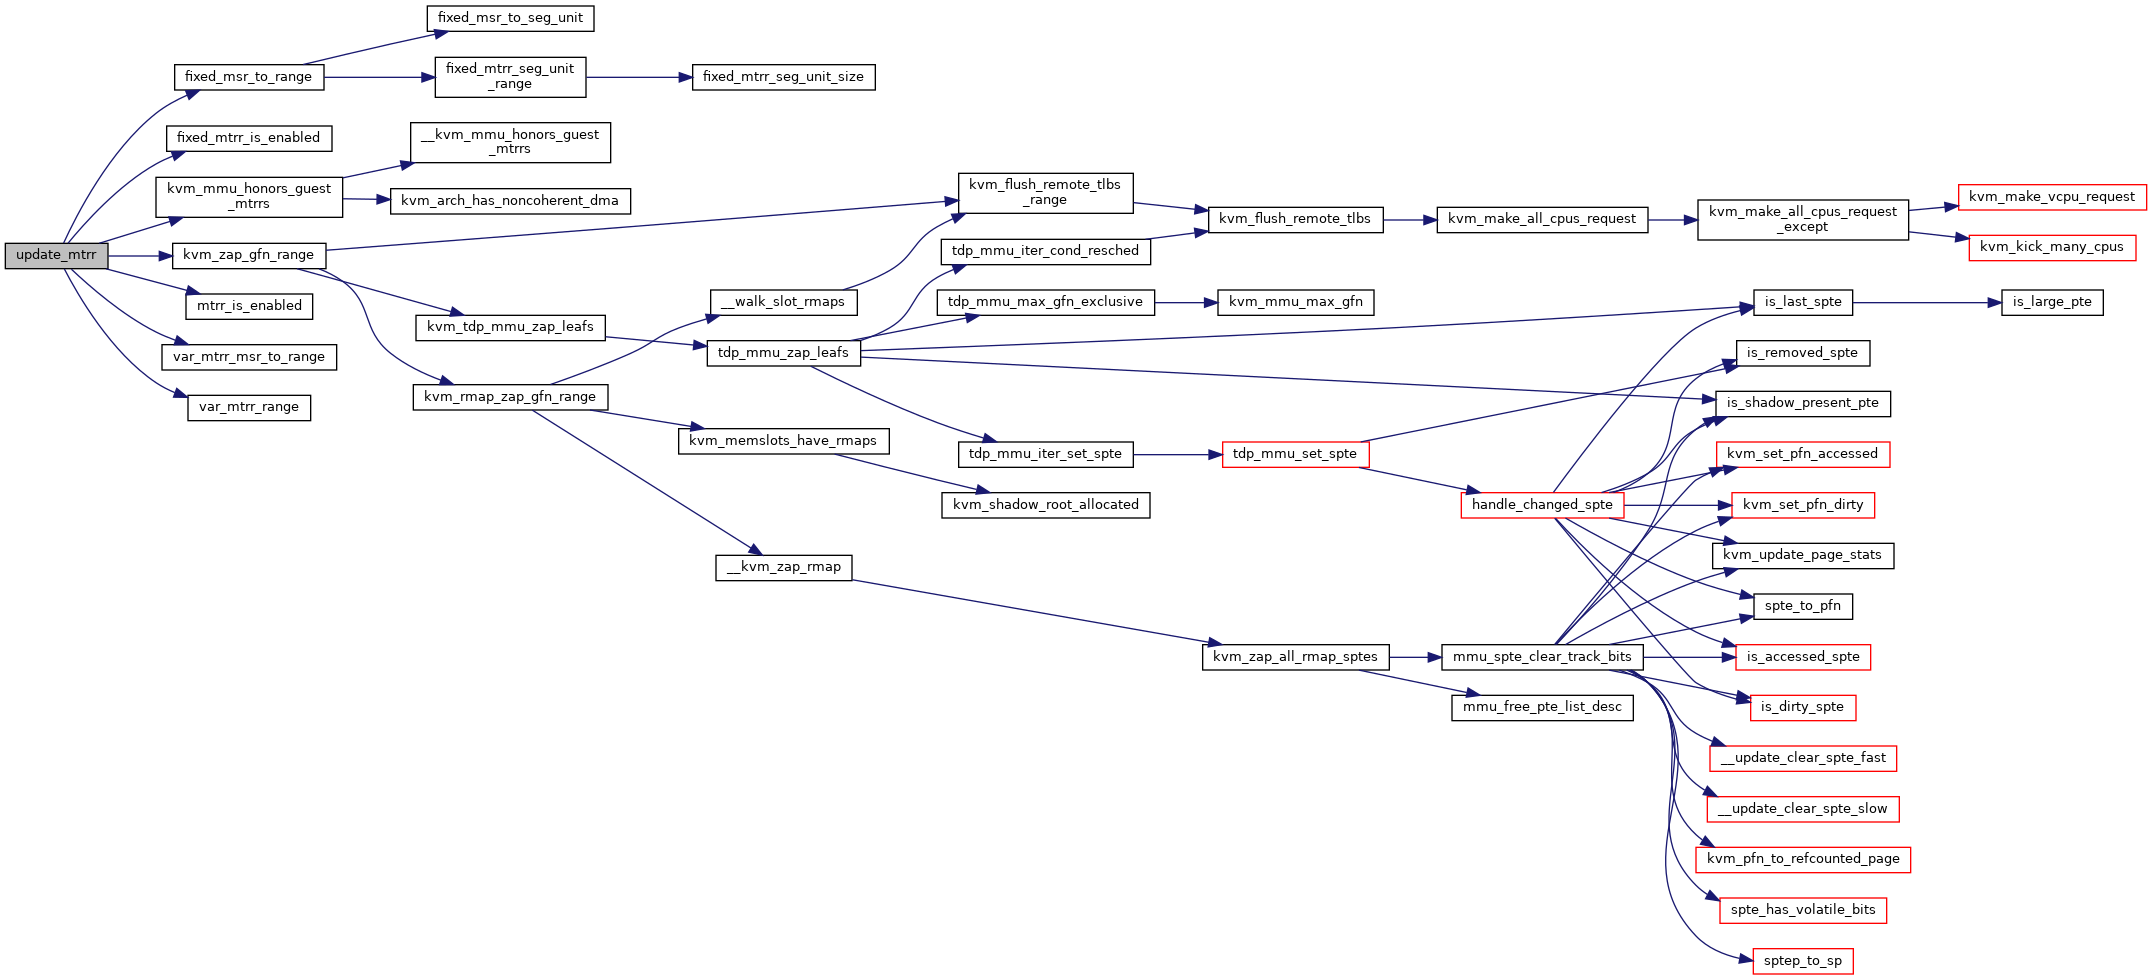 fixed_msr_to_seg_unit
fixed_msr_to_range
fixed_mtrr_seg_unit
_range
fixed_mtrr_seg_unit_size
fixed_mtrr_is_enabled
__kvm_mmu_honors_guest
_mtrrs
kvm_mmu_honors_guest
_mtrrs
kvm_arch_has_noncoherent_dma
update_mtrr
kvm_zap_gfn_range
mtrr_is_enabled
var_mtrr_msr_to_range
var_mtrr_range
kvm_tdp_mmu_zap_leafs
kvm_rmap_zap_gfn_range
__walk_slot_rmaps
tdp_mmu_zap_leafs
kvm_memslots_have_rmaps
__kvm_zap_rmap
kvm_flush_remote_tlbs
_range
tdp_mmu_iter_cond_resched
tdp_mmu_max_gfn_exclusive
tdp_mmu_iter_set_spte
kvm_shadow_root_allocated
kvm_flush_remote_tlbs
kvm_mmu_max_gfn
tdp_mmu_set_spte
kvm_zap_all_rmap_sptes
kvm_make_all_cpus_request
handle_changed_spte
mmu_spte_clear_track_bits
mmu_free_pte_list_desc
kvm_make_all_cpus_request
_except
kvm_make_vcpu_request
kvm_kick_many_cpus
is_last_spte
is_large_pte
is_removed_spte
is_shadow_present_pte
kvm_set_pfn_accessed
kvm_set_pfn_dirty
kvm_update_page_stats
spte_to_pfn
is_accessed_spte
is_dirty_spte
__update_clear_spte_fast
__update_clear_spte_slow
kvm_pfn_to_refcounted_page
spte_has_volatile_bits
sptep_to_sp